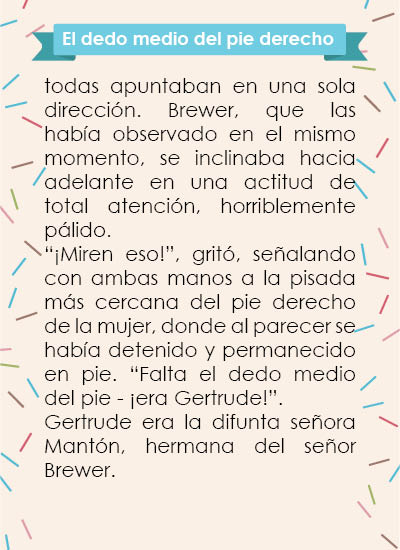 El dedo medio del pie derecho
todas apuntaban en una sola
dirección. Brewer, que las
había observado en el mismo
momento, se inclinaba hacia
adelante en una actitud de
total atención, horriblemente
pálido.
“¡Miren eso!”, gritó, señalando
con ambas manos a la pisada
más cercana del pie derecho
de la mujer, donde al parecer se
había detenido y permanecido
en pie. “Falta el dedo medio
del pie - ¡era Gertrude!”.
Gertrude era la difunta señora
Mantón, hermana del señor
Brewer.